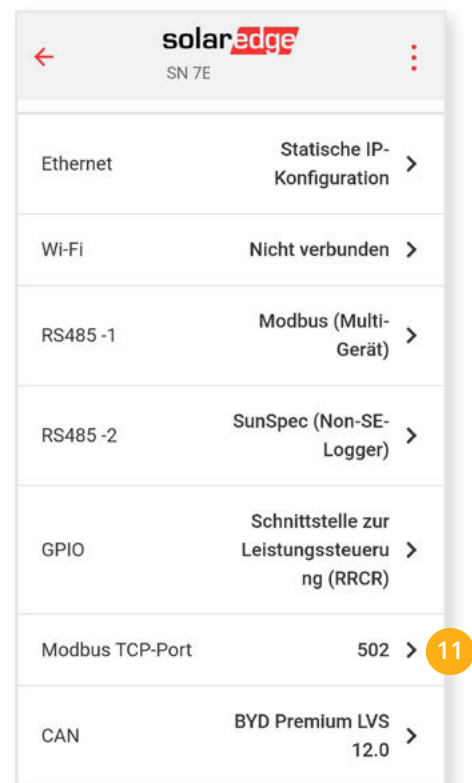 solaredge
SN 7E
Ethernet
Statische IP-
Konfiguration
Wi-Fi
Nicht verbunden
RS485 -1
Modbus (Multi-
Gerät)
RS485 -2
SunSpec (Non-SE-
Logger)
GPIO
Schnittstelle zur
Leistungssteueru
ng (RRCR)
Modbus TCP-Port
502
11
CAN
BYD Premium LVS
12.0